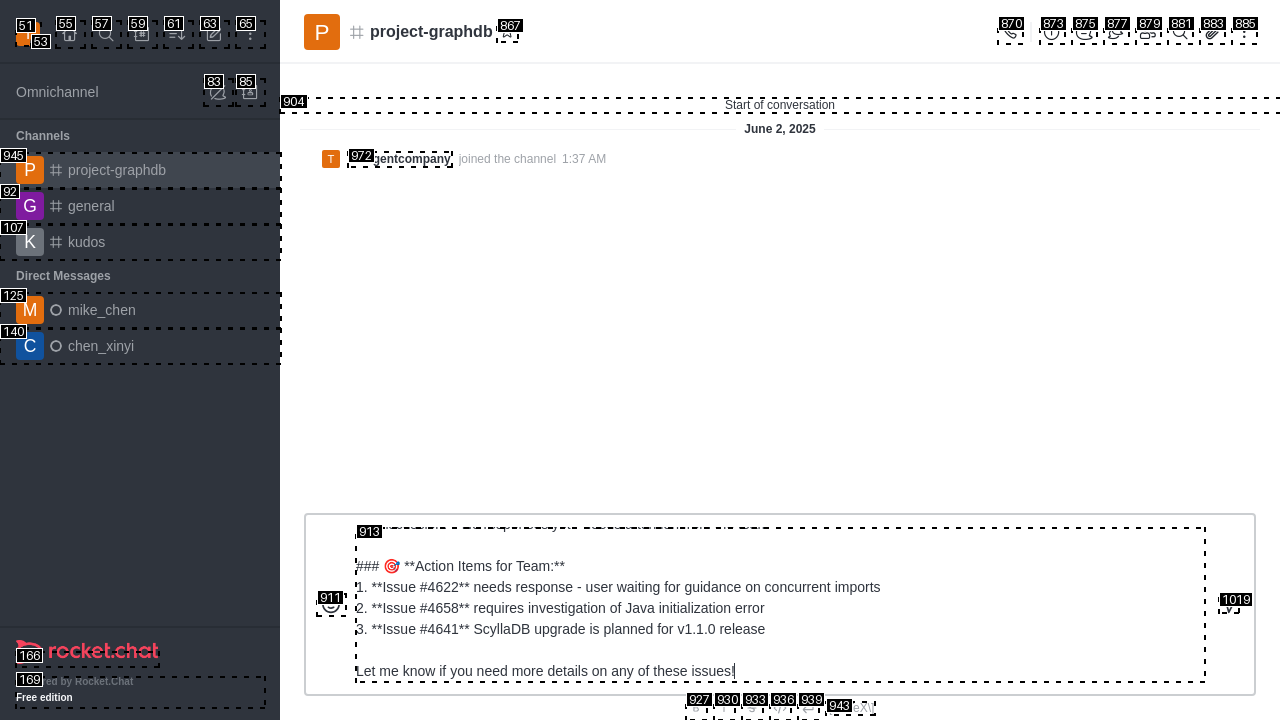 51
53
55
57
59
61
63
65
Omnichannel
83
85
Channels
945
P
project-graphdb
92
G
general
107
K
kudos
Direct Messages
125
M
mike_chen
140
C
chen_xinyi
166
rocket.chat
169
ed by Rocket.Chat
Free edition
P
project-graphdb
867
870
873
875
877
879
881
883
885
904
Start of conversation
June 2, 2025
T
972
gentcompany joined the channel 1:37 AM
913
### 🎯 **Action Items for Team:**
1. **Issue #4622** needs response - user waiting for guidance on concurrent imports
2. **Issue #4658** requires investigation of Java initialization error
3. **Issue #4641** ScyllaDB upgrade is planned for v1.1.0 release
Let me know if you need more details on any of these issues!
911
1019
927
930
933
936
939
943